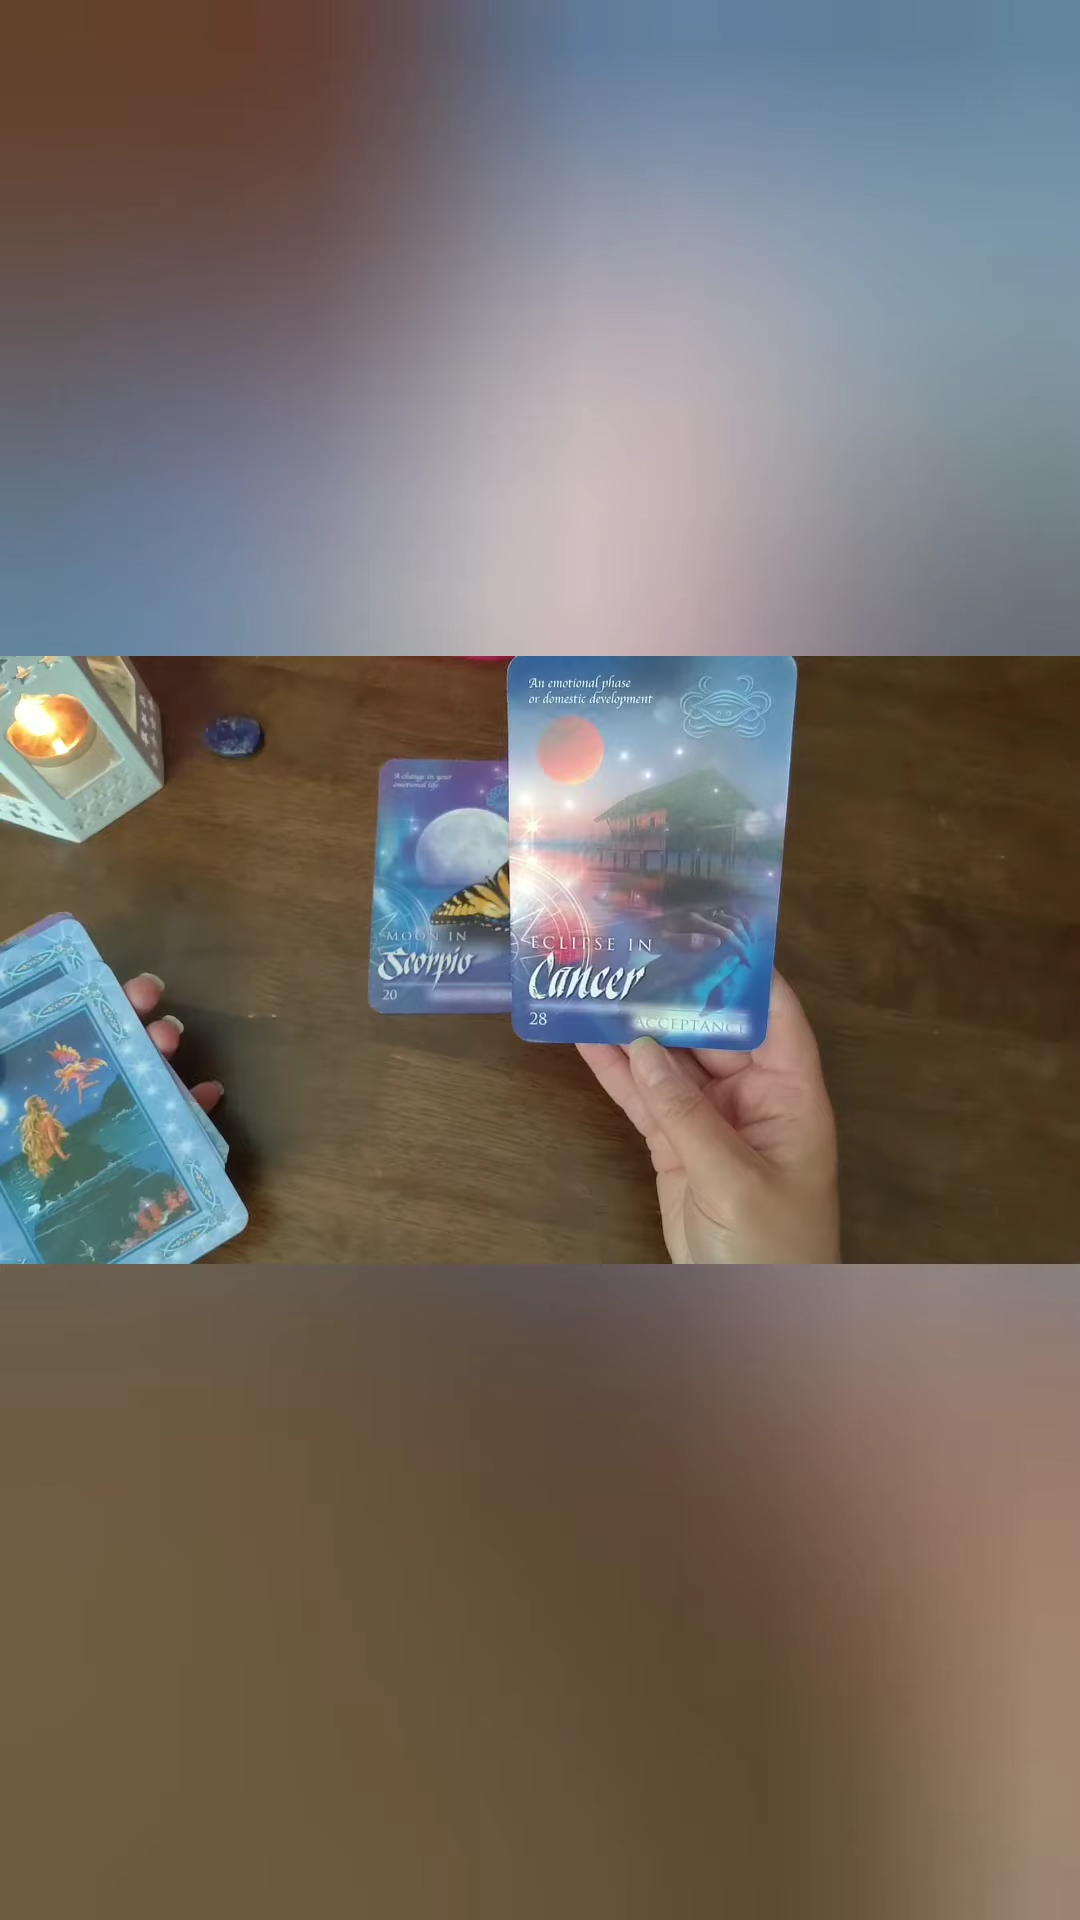 An emotional phase
or domestic development
ECLIPSE IN
Cancer
28
ACCEPTANCE
A change in your
emotional life
MOON IN
Scorpio
20